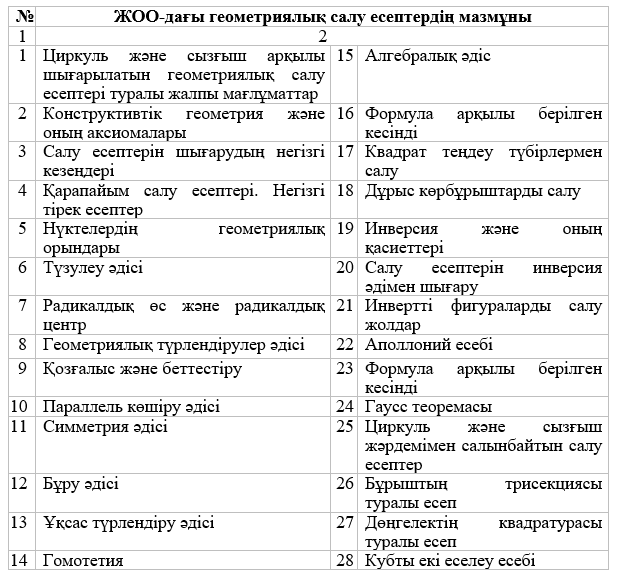 № ЖОО-дағы геометриялық салу есептердің мазмұны
1 2
1 Циркуль және сызғыш арқылы шығарылатын геометриялық салу есептері туралы жалпы мағлұматтар 15 Алгебралық әдіс
2 Конструктивтік геометрия және оның аксиомалары 16 Формула арқылы берілген кесінді
3 Салу есептерін шығарудың негізгі кезеңдері 17 Квадрат теңдеу түбірлермен салу
4 Қарапайым салу есептері. Негізгі тірек есептер 18 Дұрыс көрбұрыштарды салу
5 Нүктелердің геометриялық орындары 19 Инверсия және оның қасиеттері
6 Түзулеу әдісі 20 Салу есептерін инверсия әдімен шығару
7 Радикалдық өс және радикалдық центр 21 Инвертті фигураларды салу жолдар
8 Геометриялық түрлендірулер әдісі 22 Аполлоний есебі
9 Қозғалыс және беттестіру 23 Формула арқылы берілген кесінді
10 Параллель көшіру әдісі 24 Гаусс теоремасы
11 Симметрия әдісі 25 Циркуль және сызғыш жәрдемімен салынбайтын салу есептер
12 Бұру әдісі 26 Бұрыштың трисекциясы туралы есеп
13 Ұқсас түрлендіру әдісі 27 Дөңгелектің квадратурасы туралы есеп
14 Гомотетия 28 Кубты екі еселеу есебі